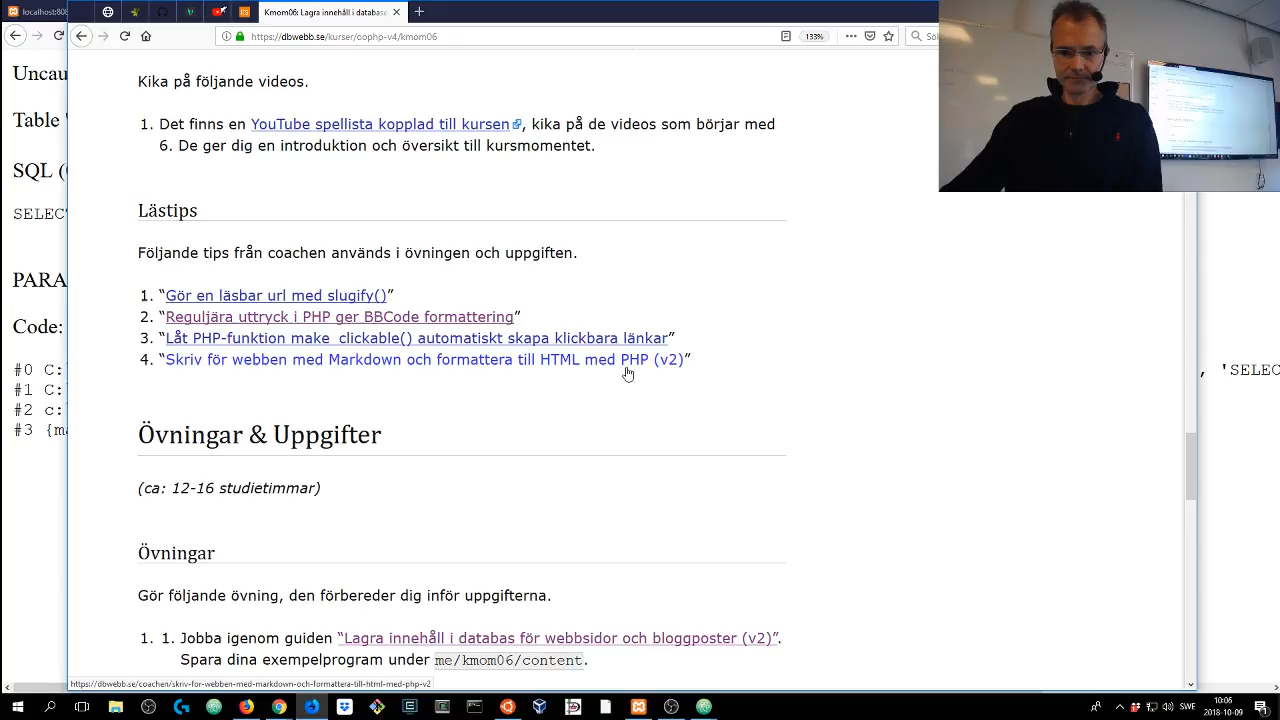 localhost:808
Kmom06: Lagra innehåll i databas
https://dbwebb.se/kurser/oophp-v4/kmom06
133%
Sök
Uncau
Table
SQL (
SELECT
PARA
Code:
#0 C:
#1 C:
#2 c:
#3 {ma
, 'SELEC
Kika på följande videos.
1. Det finns en YouTube spellista kopplad till kursen, kika på de videos som börjar med
6. De ger dig en introduktion och översikt till kursmomentet.
Lästips
Följande tips från coachen används i övningen och uppgiften.
1. “Gör en läsbar url med slugify()”
2. “Reguljära uttryck i PHP ger BBCode formattering”
3. “Låt PHP-funktion make_clickable() automatiskt skapa klickbara länkar”
4. “Skriv för webben med Markdown och formattera till HTML med PHP (v2)”
Övningar & Uppgifter
(ca: 12-16 studietimmar)
Övningar
Gör följande övning, den förbereder dig inför uppgifterna.
1. 1. Jobba igenom guiden “Lagra innehåll i databas för webbsidor och bloggposter (v2)”.
Spara dina exempelprogram under me/kmom06/content.
https://dbwebb.se/coachen/skriv-for-webben-med-markdown-och-formattera-till-html-med-php-v2
SWE
10:06
2018-10-09